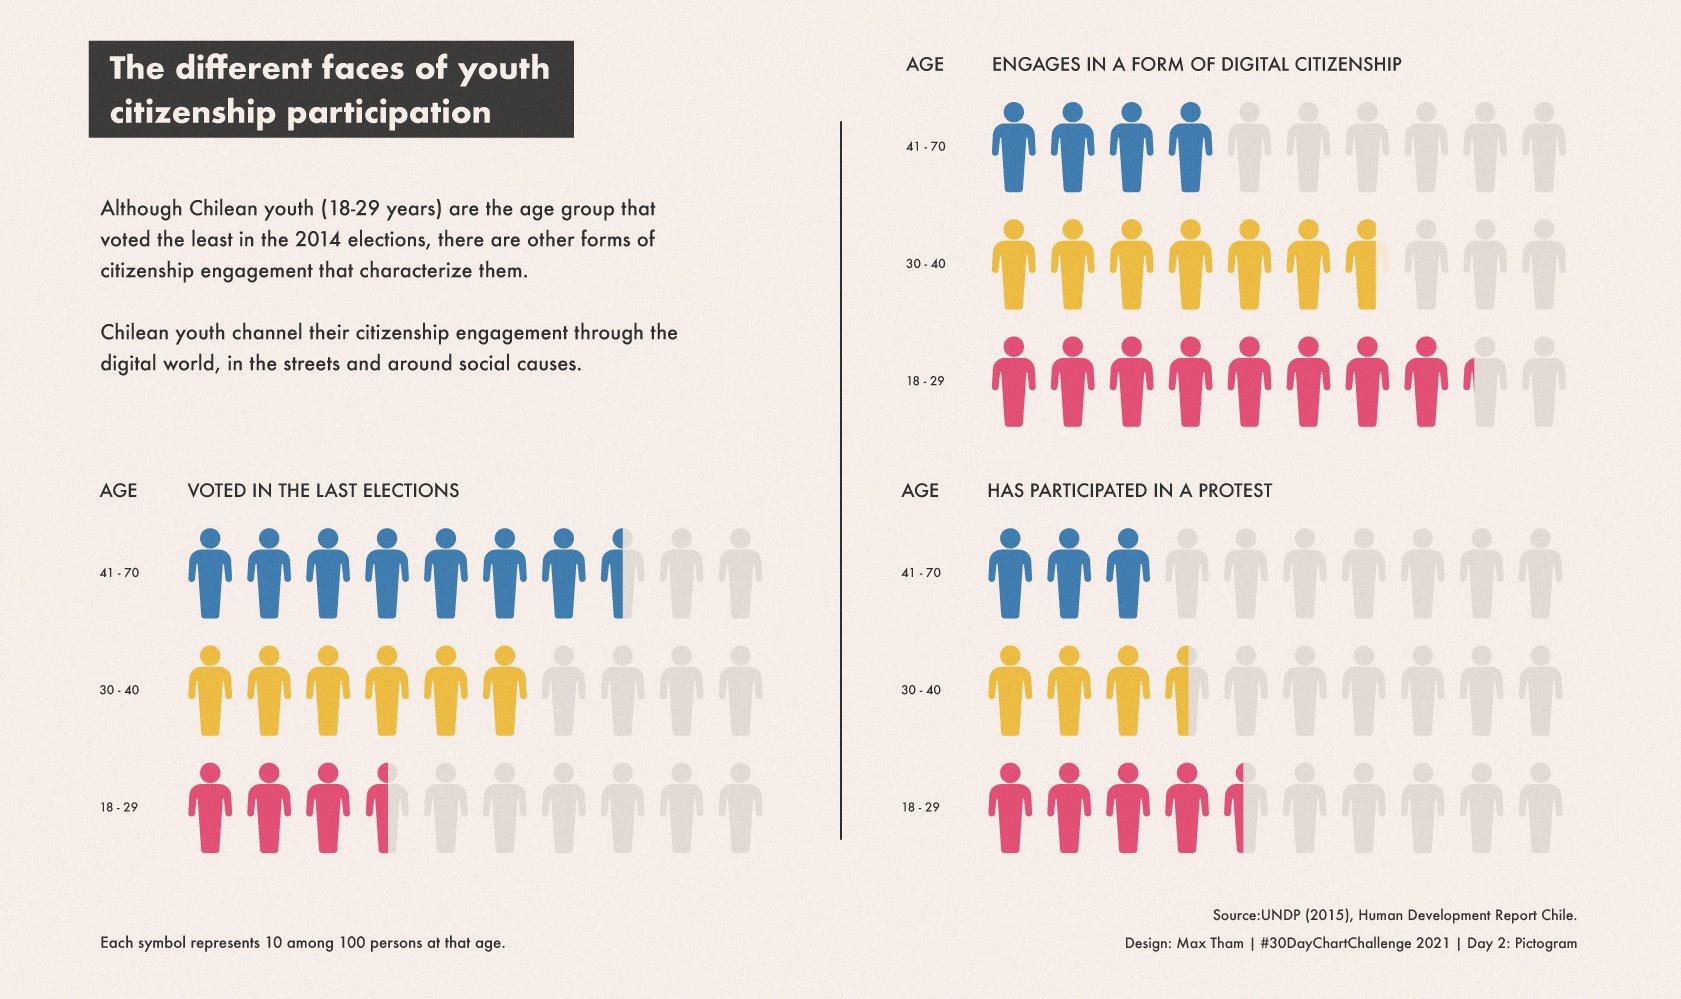 The different faces of youth
citizenship participation
Although Chilean youth (18-29 years) are the age group that
voted the least in the 2014 elections, there are other forms of
citizenship engagement that characterize them.
Chilean youth channel their citizenship engagement through the
digital world, in the streets and around social causes.
AGE VOTED IN THE LAST ELECTIONS
41 - 70
30 - 40
18 - 29
Each symbol represents 10 among 100 persons at that age.
AGE ENGAGES IN A FORM OF DIGITAL CITIZENSHIP
41 - 70
30 - 40
18 - 29
AGE HAS PARTICIPATED IN A PROTEST
41 - 70
30 - 40
18 - 29
Source:UNDP (2015), Human Development Report Chile.
Design: Max Tham | #30DayChartChallenge 2021 | Day 2: Pictogram